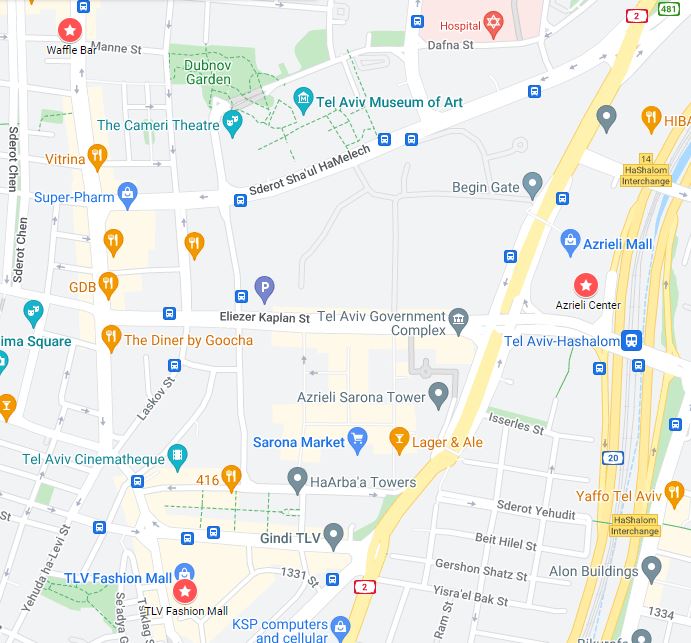 2
481
Hospital
Waffle Bar
Manne St
Dafna St
Dubnov
Garden
Tel Aviv Museum of Art
The Cameri Theatre
HIBA
Sderot Chen
Vitrina
14
HaShalom
Interchange
Sderot Sha'ul HaMelech
Begin Gate
Super-Pharm
Sderot Chen
Azrieli Mall
GDB
P
Azrieli Center
Eliezer Kaplan St
Tel Aviv Government
Complex
ima Square
The Diner by Goocha
Tel Aviv-Hashalom
Laskov St
Azrieli Sarona Tower
Isserles St
Sarona Market
Lager & Ale
Tel Aviv Cinematheque
20
416
HaArba'a Towers
Yaffo Tel Aviv
Sderot Yehudit
St
HaShalom
Interchange
Gindi TLV
Beit Hilel St
Yehuda ha-Levi St
TLV Fashion Mall
1331 St
Gershon Shatz St
Alon Buildings
2
Yisra'el Bak St
TLV Fashion Mall
Ram St
1334
KSP computers
and cellular